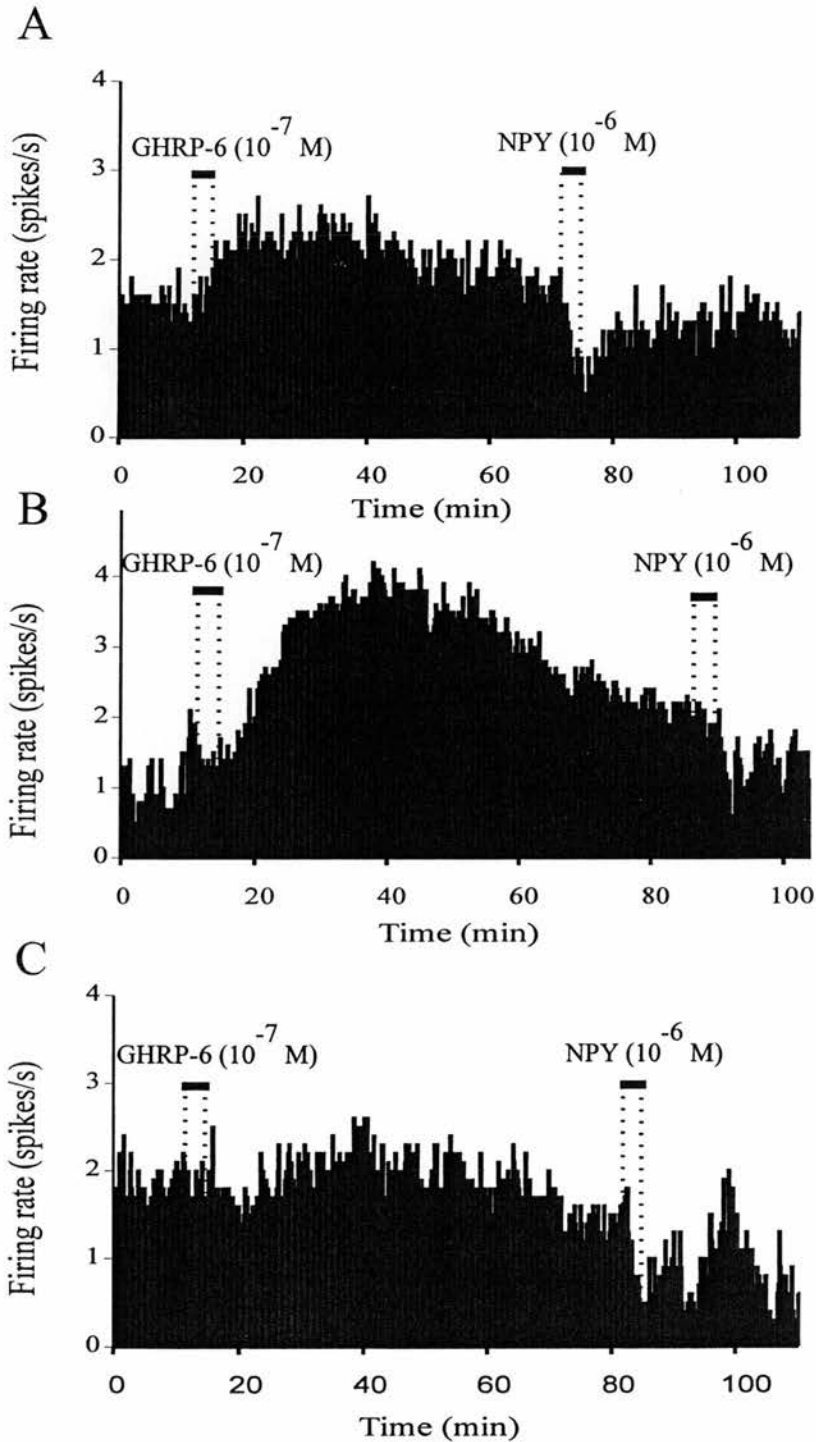 A
4
GHRP-6 (10⁻⁷ M) NPY (10⁻⁶ M)
3
2
1
0
Firing rate (spikes/s)
0 20 40 60 80 100
Time (min)
B
GHRP-6 (10⁻⁷ M) NPY (10⁻⁶ M)
4
3
2
1
0
Firing rate (spikes/s)
0 20 40 60 80 100
Time (min)
C
4
GHRP-6 (10⁻⁷ M) NPY (10⁻⁶ M)
3
2
1
0
Firing rate (spikes/s)
0 20 40 60 80 100
Time (min)